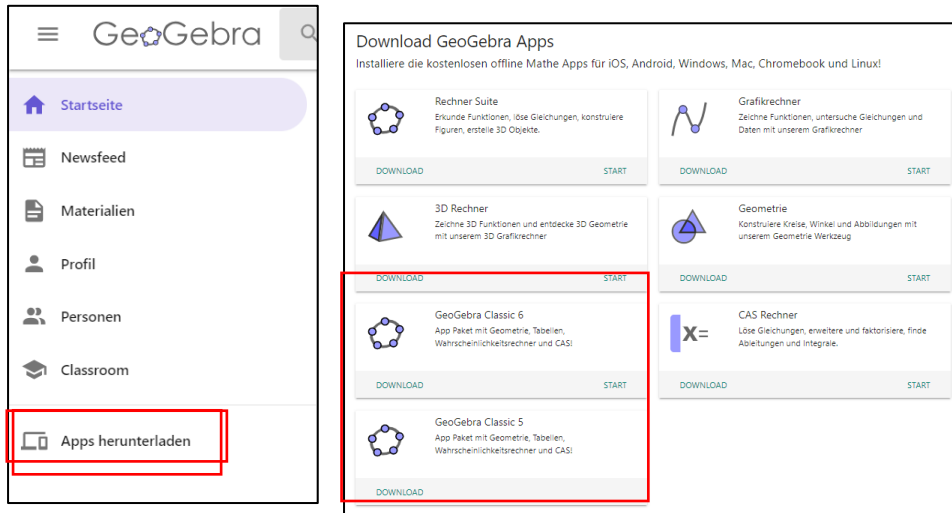 GeoGebra
Startseite
Newsfeed
Materialien
Profil
Personen
Classroom
Apps herunterladen
Download GeoGebra Apps
Installiere die kostenlosen offline Mathe Apps für iOS, Android, Windows, Mac, Chromebook und Linux!
Rechner Suite
Erkunde Funktionen, löse Gleichungen, konstruiere
Figuren, erstelle 3D Objekte.
DOWNLOAD START
Grafikrechner
Zeichne Funktionen, untersuche Gleichungen und
Daten mit unserem Grafikrechner
DOWNLOAD START
3D Rechner
Zeichne 3D Funktionen und entdecke 3D Geometrie
mit unserem 3D Grafikrechner
DOWNLOAD START
Geometrie
Konstruiere Kreise, Winkel und Abbildungen mit
unserem Geometrie Werkzeug
DOWNLOAD START
GeoGebra Classic 6
App Paket mit Geometrie, Tabellen,
Wahrscheinlichkeitsrechner und CAS!
DOWNLOAD START
X=
CAS Rechner
Löse Gleichungen, erweitere und faktorisiere, finde
Ableitungen und Integrale.
DOWNLOAD START
GeoGebra Classic 5
App Paket mit Geometrie, Tabellen,
Wahrscheinlichkeitsrechner und CAS!
DOWNLOAD